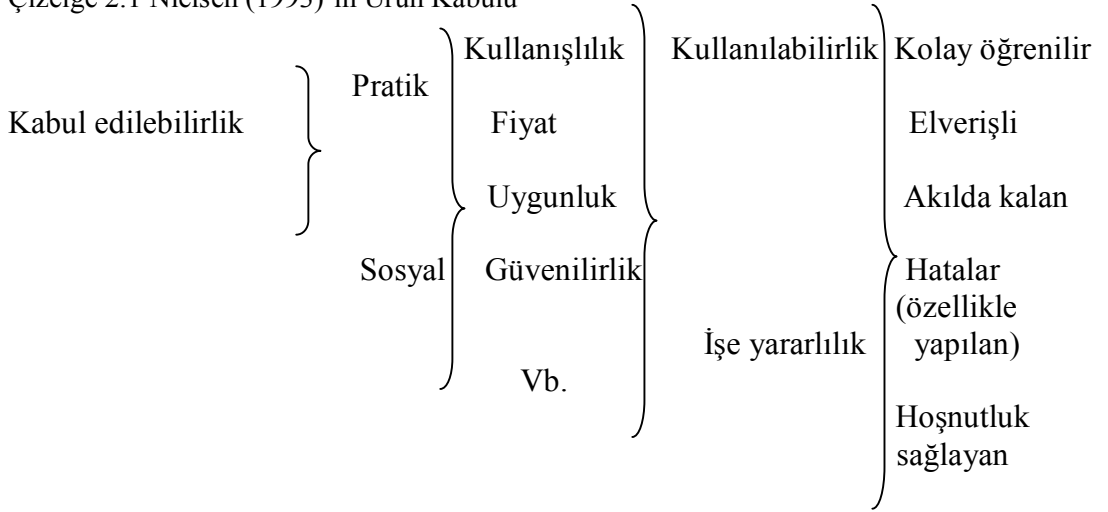 Çizelge 2.1 Nielsen (1993)'in Ürün Kabulü
Kullanışlılık Kullanılabilirlik Kolay öğrenilir
Pratik
Kabul edilebilirlik Fiyat Elverişli
Uygunluk Akılda kalan
Sosyal Güvenilirlik Hatalar
(özellikle
İşe yararlılık yapılan)
Vb.
Hoşnutluk
sağlayan